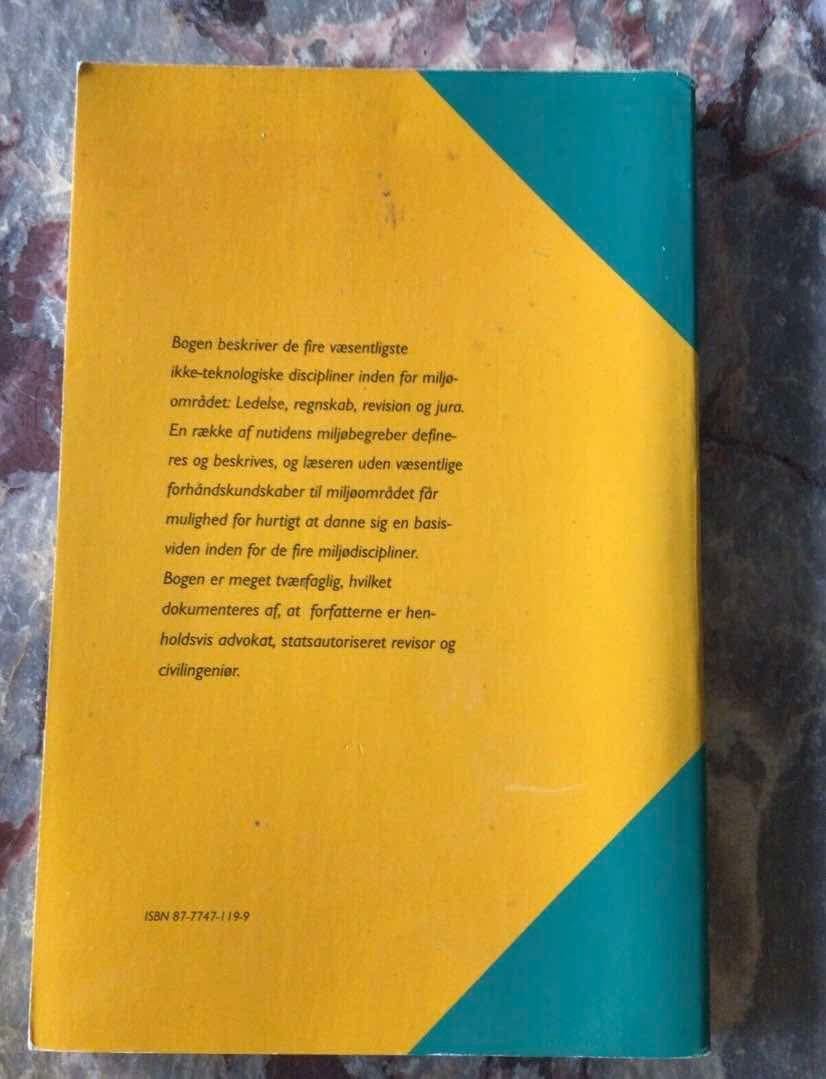 Bogen beskriver de fire væsentligste
ikke-teknologiske discipliner inden for miljø-
området: Ledelse, regnskab, revision og jura.
En række af nutidens miljøbegreber define-
res og beskrives, og læseren uden væsentlige
forhåndskundskaber til miljøområdet får
mulighed for hurtigt at danne sig en basis-
viden inden for de fire miljødiscipliner.
Bogen er meget tværfaglig, hvilket
dokumenteres af, at forfatterne er hen-
holdsvis advokat, statsautoriseret revisor og
civilingeniør.
ISBN 87-7747-119-9